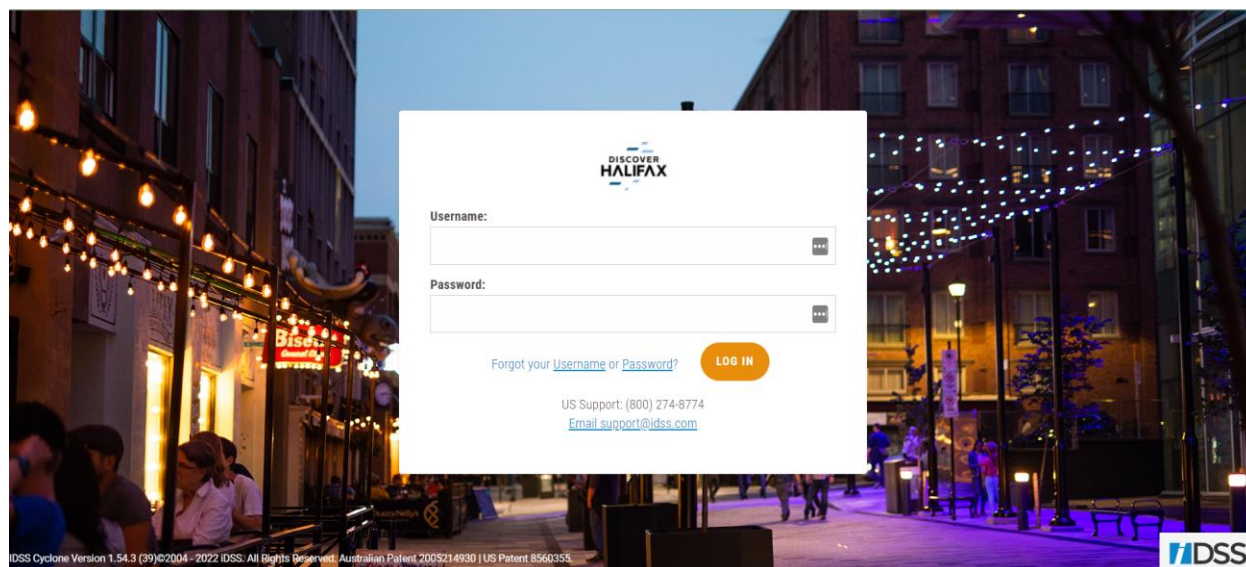 DISCOVER
HALIFAX
Username:
Password:
Forgot your Username or Password?
LOG IN
US Support: (800) 274-8774
Email support@idss.com
IDSS Cyclone Version 1.54.3 (39)©2004 - 2022 iDSS. All Rights Reserved. Australian Patent 2005214930 | US Patent 8560355.
iDSS